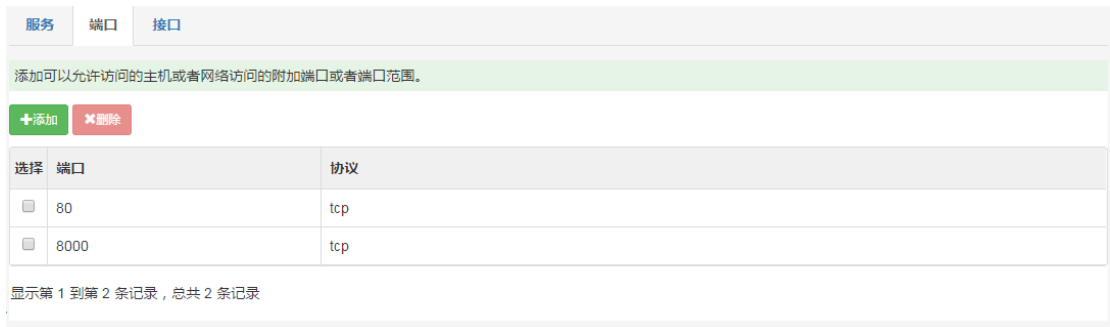 服务 端口 接口
添加可以允许访问的主机或者网络访问的附加端口或者端口范围。
添加 删除
选择 端口 协议
80 tcp
8000 tcp
显示第 1 到第 2 条记录，总共 2 条记录